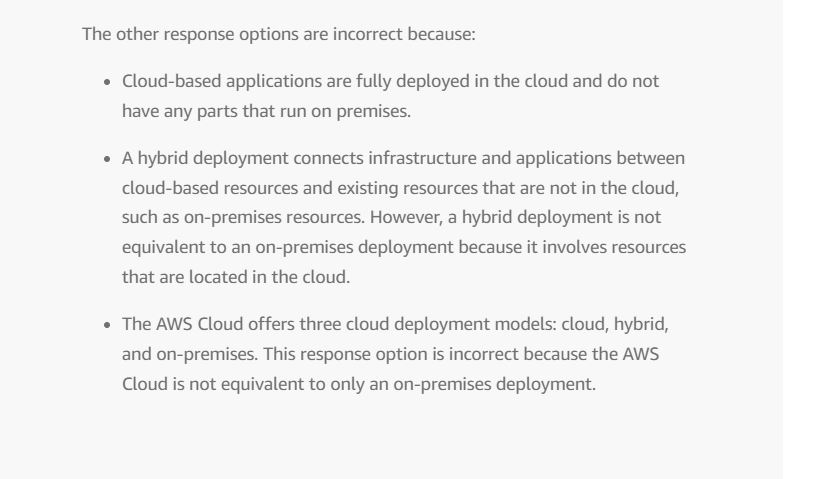 The other response options are incorrect because:
• Cloud-based applications are fully deployed in the cloud and do not
have any parts that run on premises.
• A hybrid deployment connects infrastructure and applications between
cloud-based resources and existing resources that are not in the cloud,
such as on-premises resources. However, a hybrid deployment is not
equivalent to an on-premises deployment because it involves resources
that are located in the cloud.
• The AWS Cloud offers three cloud deployment models: cloud, hybrid,
and on-premises. This response option is incorrect because the AWS
Cloud is not equivalent to only an on-premises deployment.